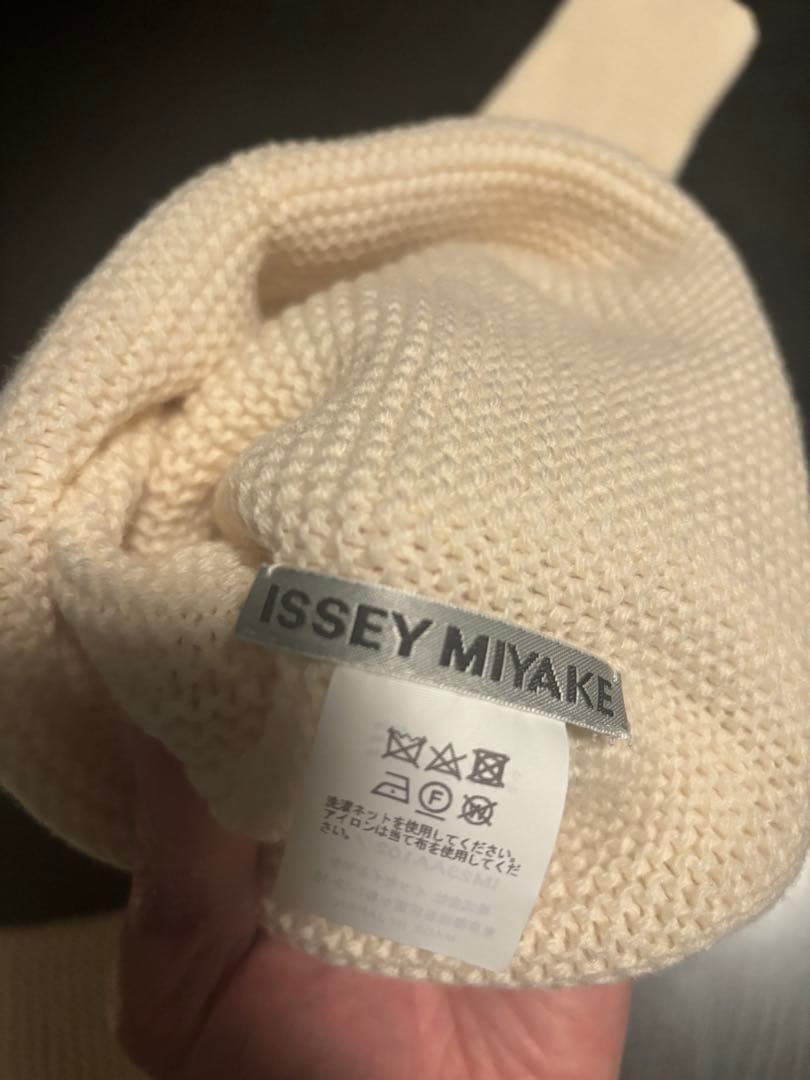 ISSEY MIYAKE
F
W
洗濯ネットを使用してください。
アイロンは当て布を使用してくだ
さい。